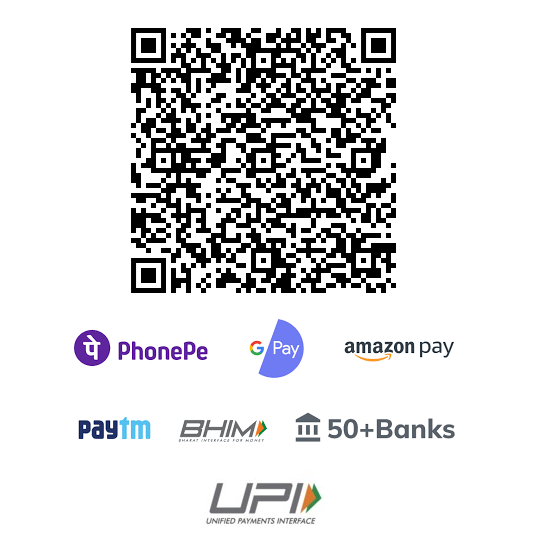 पे PhonePe
G Pay
amazon pay
paytm
BHIM
BHARAT INTERFACE FOR MONEY
50+Banks
UPI
UNIFIED PAYMENTS INTERFACE